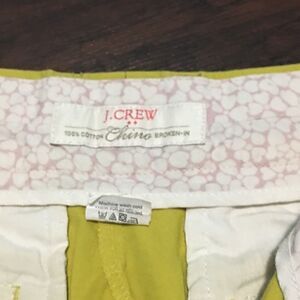 J.CREW
100% COTTON Chino BROKEN-IN
Machine wash cold